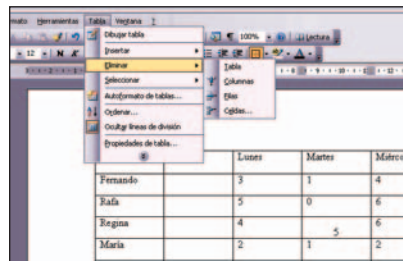 mato Herramientas Tabla Ventana ?
100% Lectura
12 N K
Dibujar tabla
Insertar
Eliminar
Seleccionar
Autoformato de tablas...
Ordenar...
Ocultar líneas de división
Propiedades de tabla...
Tabla
Columnas
Filas
Celdas...
Lunes Martes Miérco
Fernando 3 1 4
Rafa 5 0 6
Regina 4 5 6
María 2 1 2